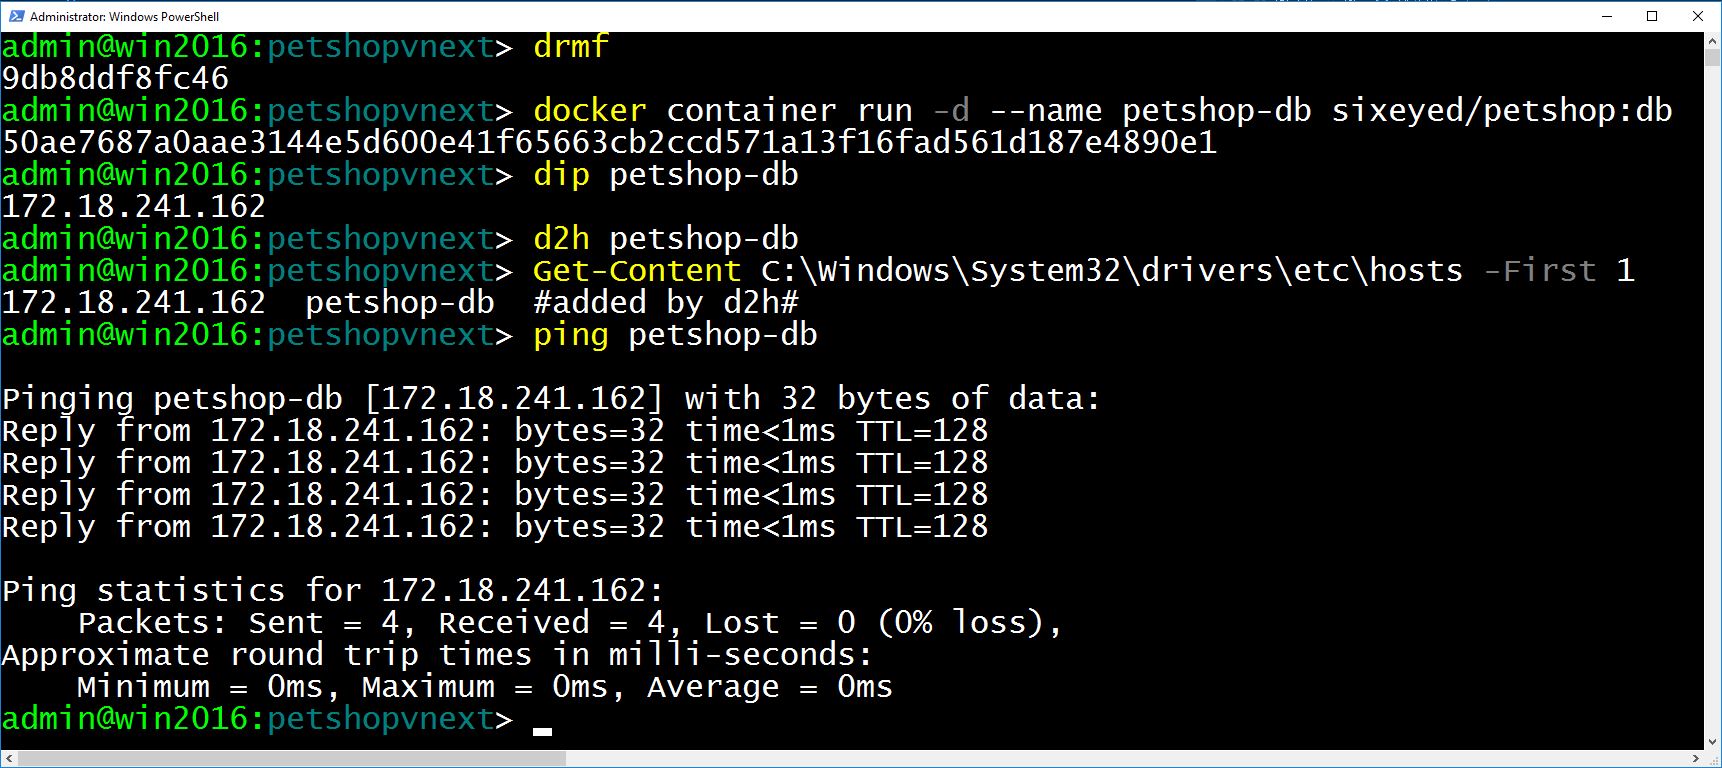 Administrator: Windows PowerShell
admin@win2016:petshopvnext> drmf
9db8ddf8fc46
admin@win2016:petshopvnext> docker container run -d --name petshop-db sixeyed/petshop:db
50ae7687a0aae3144e5d600e41f65663cb2ccd571a13f16fad561d187e4890e1
admin@win2016:petshopvnext> dip petshop-db
172.18.241.162
admin@win2016:petshopvnext> d2h petshop-db
admin@win2016:petshopvnext> Get-Content C:\Windows\System32\drivers\etc\hosts -First 1
172.18.241.162  petshop-db  #added by d2h#
admin@win2016:petshopvnext> ping petshop-db
Pinging petshop-db [172.18.241.162] with 32 bytes of data:
Reply from 172.18.241.162: bytes=32 time<1ms TTL=128
Reply from 172.18.241.162: bytes=32 time<1ms TTL=128
Reply from 172.18.241.162: bytes=32 time<1ms TTL=128
Reply from 172.18.241.162: bytes=32 time<1ms TTL=128
Ping statistics for 172.18.241.162:
    Packets: Sent = 4, Received = 4, Lost = 0 (0% loss),
Approximate round trip times in milli-seconds:
    Minimum = 0ms, Maximum = 0ms, Average = 0ms
admin@win2016:petshopvnext>